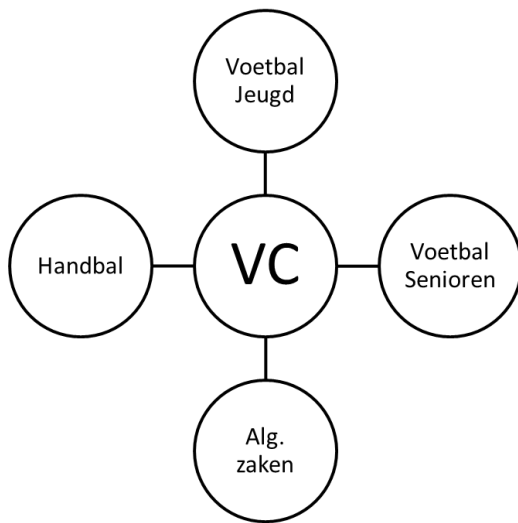 Voetbal
Jeugd
Handbal
VC
Voetbal
Senioren
Alg.
zaken